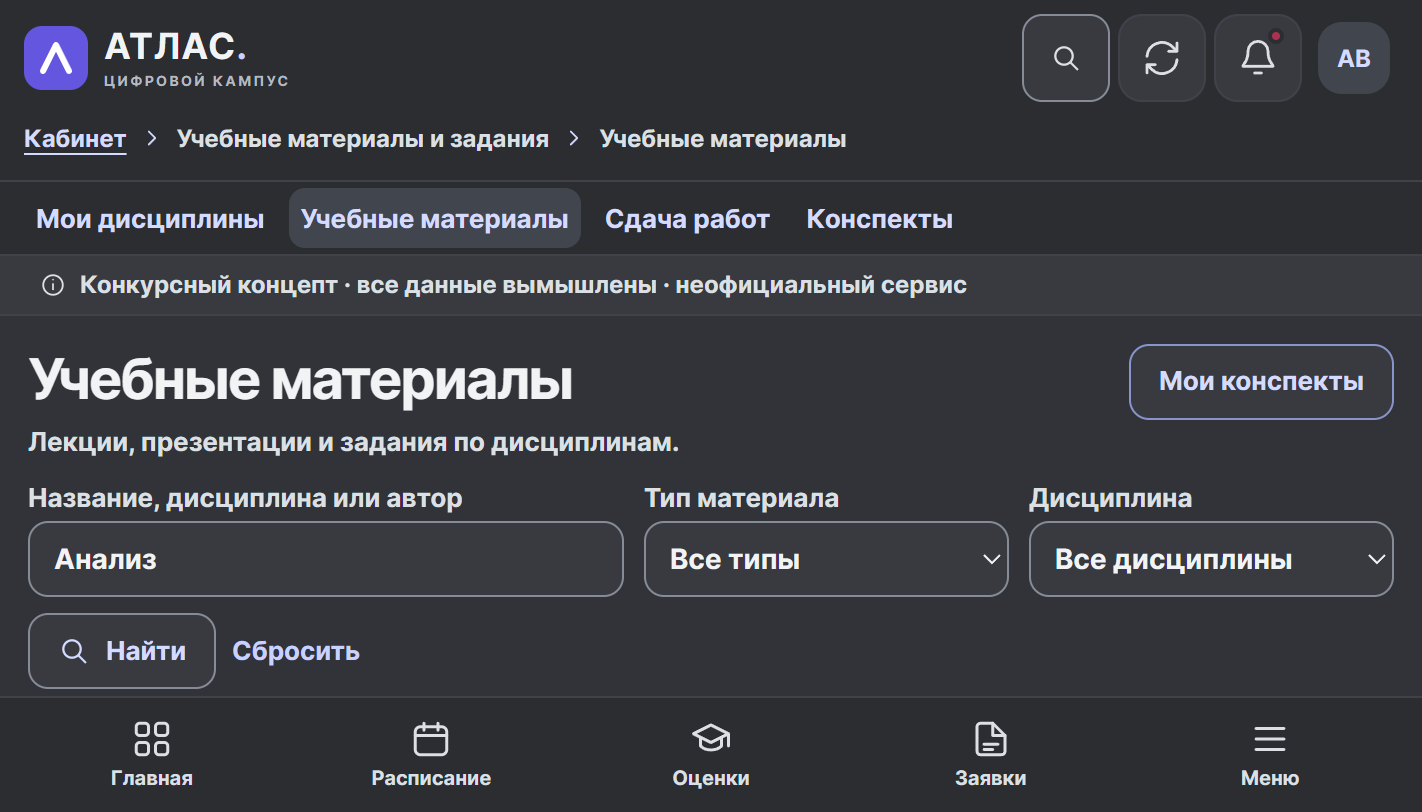 АТЛАС.
ЦИФРОВОЙ КАМПУС
АВ
Кабинет > Учебные материалы и задания > Учебные материалы
Мои дисциплины Учебные материалы Сдача работ Конспекты
Конкурсный концепт · все данные вымышлены · неофициальный сервис
Учебные материалы
Мои конспекты
Лекции, презентации и задания по дисциплинам.
Название, дисциплина или автор Тип материала Дисциплина
Анализ Все типы Все дисциплины
Найти Сбросить
Главная Расписание Оценки Заявки Меню